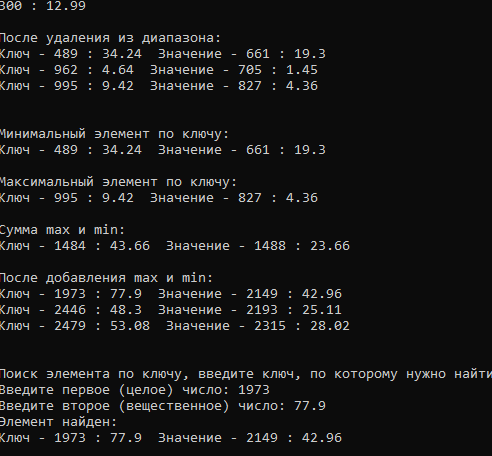 300 : 12.99
После удаления из диапазона:
Ключ - 489 : 34.24  Значение - 661 : 19.3
Ключ - 962 : 4.64  Значение - 705 : 1.45
Ключ - 995 : 9.42  Значение - 827 : 4.36
Минимальный элемент по ключу:
Ключ - 489 : 34.24  Значение - 661 : 19.3
Максимальный элемент по ключу:
Ключ - 995 : 9.42  Значение - 827 : 4.36
Сумма max и min:
Ключ - 1484 : 43.66  Значение - 1488 : 23.66
После добавления max и min:
Ключ - 1973 : 77.9  Значение - 2149 : 42.96
Ключ - 2446 : 48.3  Значение - 2193 : 25.11
Ключ - 2479 : 53.08  Значение - 2315 : 28.02
Поиск элемента по ключу, введите ключ, по которому нужно найти
Введите первое (целое) число: 1973
Введите второе (вещественное) число: 77.9
Элемент найден:
Ключ - 1973 : 77.9  Значение - 2149 : 42.96